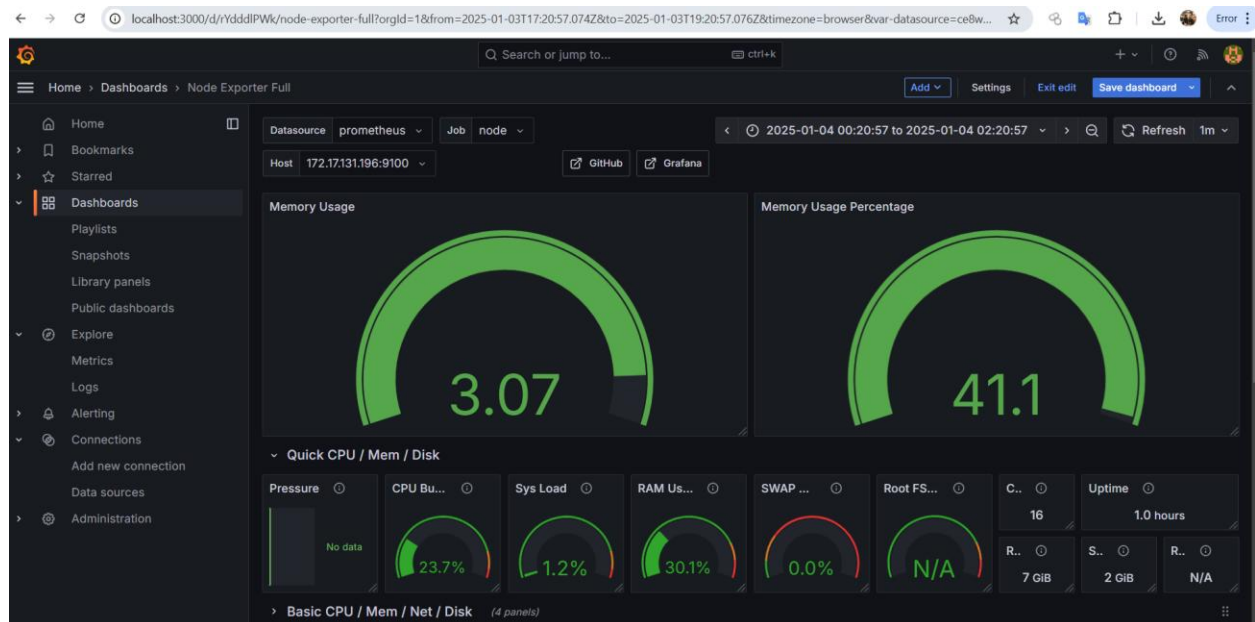 localhost:3000/d/rYdddlPWk/node-exporter-full?orgId=1&from=2025-01-03T17:20:57.074Z&to=2025-01-03T19:20:57.076Z&timezone=browser&var-datasource=ce8w...
Error
Search or jump to...
ctrl+k
Home › Dashboards › Node Exporter Full
Add
Settings
Exit edit
Save dashboard
Home
Bookmarks
Starred
Dashboards
Playlists
Snapshots
Library panels
Public dashboards
Explore
Metrics
Logs
Alerting
Connections
Add new connection
Data sources
Administration
Datasource prometheus
Job node
2025-01-04 00:20:57 to 2025-01-04 02:20:57
Refresh 1m
Host 172.17.131.196:9100
GitHub
Grafana
Memory Usage
3.07
Memory Usage Percentage
41.1
Quick CPU / Mem / Disk
Pressure
No data
CPU Bu...
23.7%
Sys Load
1.2%
RAM Us...
30.1%
SWAP ...
0.0%
Root FS...
N/A
C..
16
Uptime
1.0 hours
R..
7 GiB
S..
2 GiB
R..
N/A
Basic CPU / Mem / Net / Disk (4 panels)